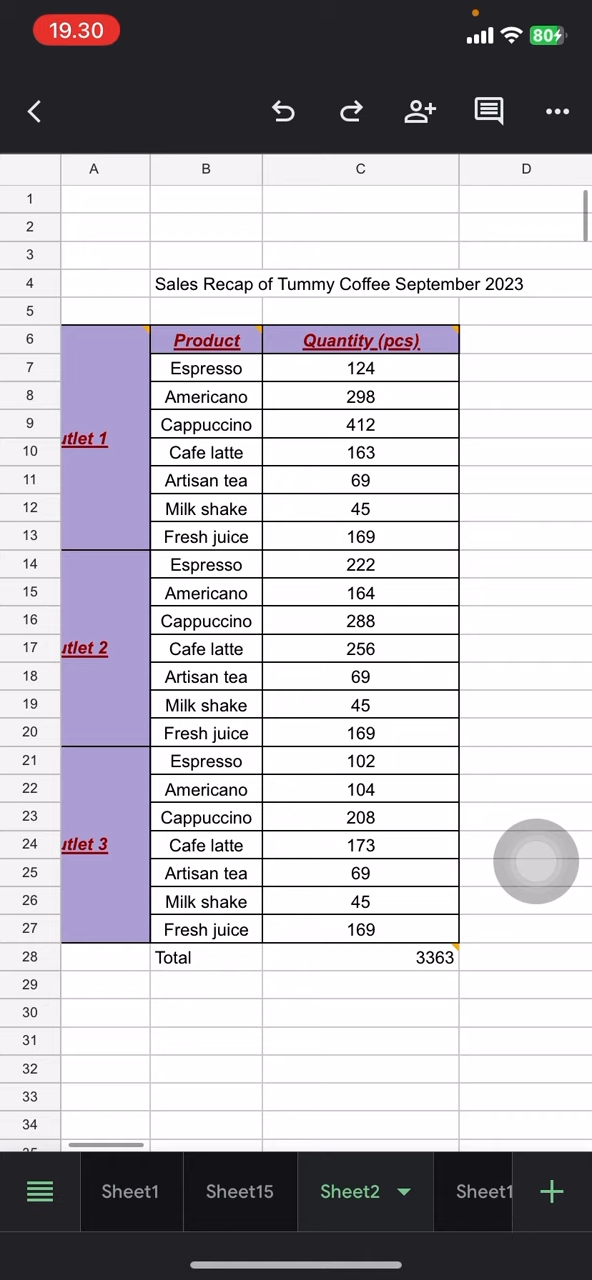 19.30
80
A B C D
1
2
3
4 Sales Recap of Tummy Coffee September 2023
5
6 Product Quantity (pcs)
7 Espresso 124
8 Americano 298
9 Cappuccino 412
utlet 1
10 Cafe latte 163
11 Artisan tea 69
12 Milk shake 45
13 Fresh juice 169
14 Espresso 222
15 Americano 164
16 Cappuccino 288
17 utlet 2 Cafe latte 256
18 Artisan tea 69
19 Milk shake 45
20 Fresh juice 169
21 Espresso 102
22 Americano 104
23 Cappuccino 208
24 utlet 3 Cafe latte 173
25 Artisan tea 69
26 Milk shake 45
27 Fresh juice 169
28 Total 3363
29
30
31
32
33
34
Sheet1 Sheet15 Sheet2 Sheet1